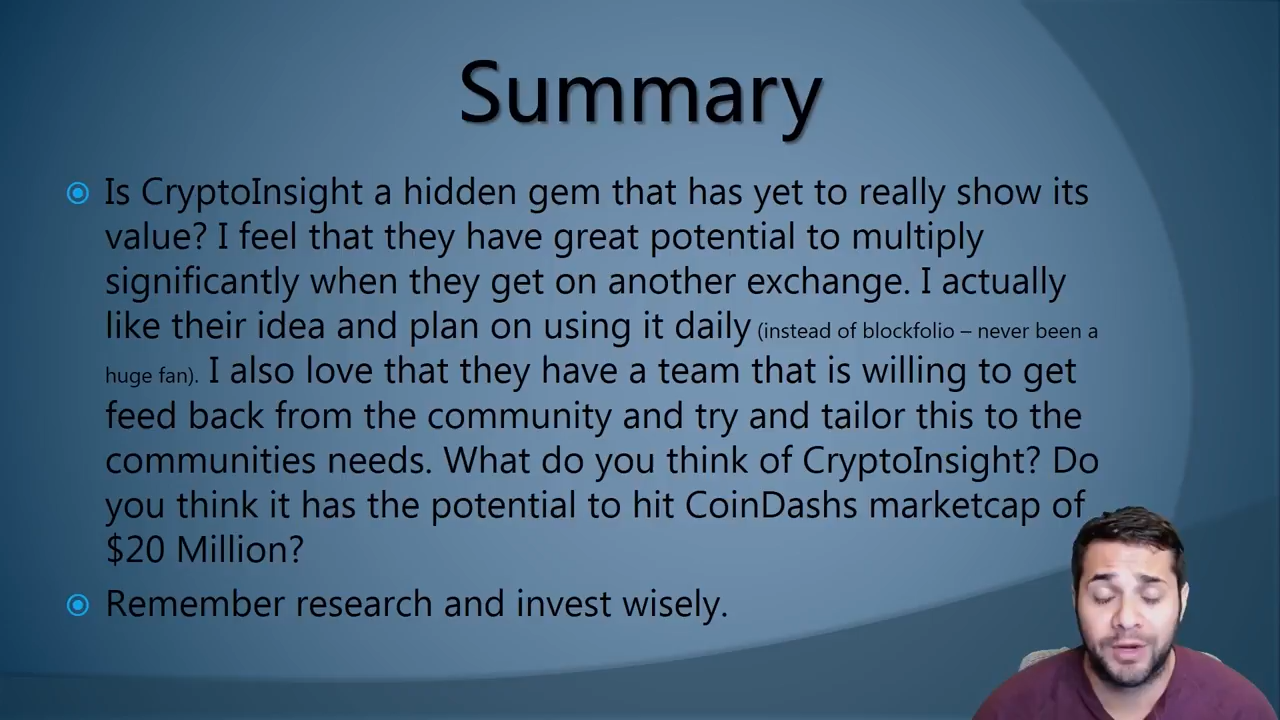 Summary
Is CryptoInsight a hidden gem that has yet to really show its
value? I feel that they have great potential to multiply
significantly when they get on another exchange. I actually
like their idea and plan on using it daily (instead of blockfolio – never been a
huge fan). I also love that they have a team that is willing to get
feed back from the community and try and tailor this to the
communities needs. What do you think of CryptoInsight? Do
you think it has the potential to hit CoinDashs marketcap of
$20 Million?
Remember research and invest wisely.